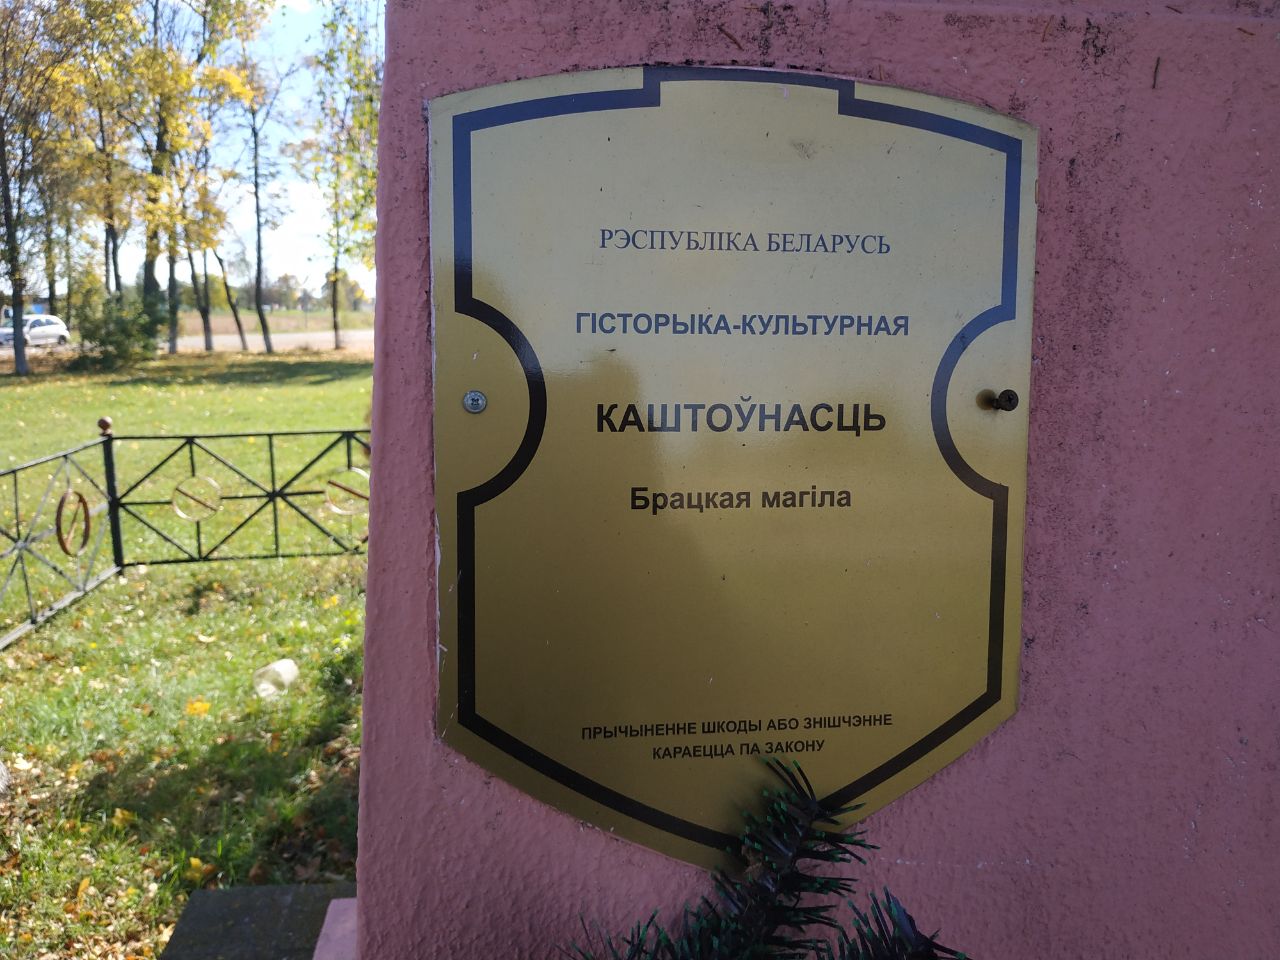 РЭСПУБЛІКА БЕЛАРУСЬ
ГІСТОРЫКА-КУЛЬТУРНАЯ
КАШТОЎНАСЦЬ
Брацкая магіла
ПРЫЧЫНЕННЕ ШКОДЫ АБО ЗНІШЧЭННЕ
КАРАЕЦЦА ПА ЗАКОНУ